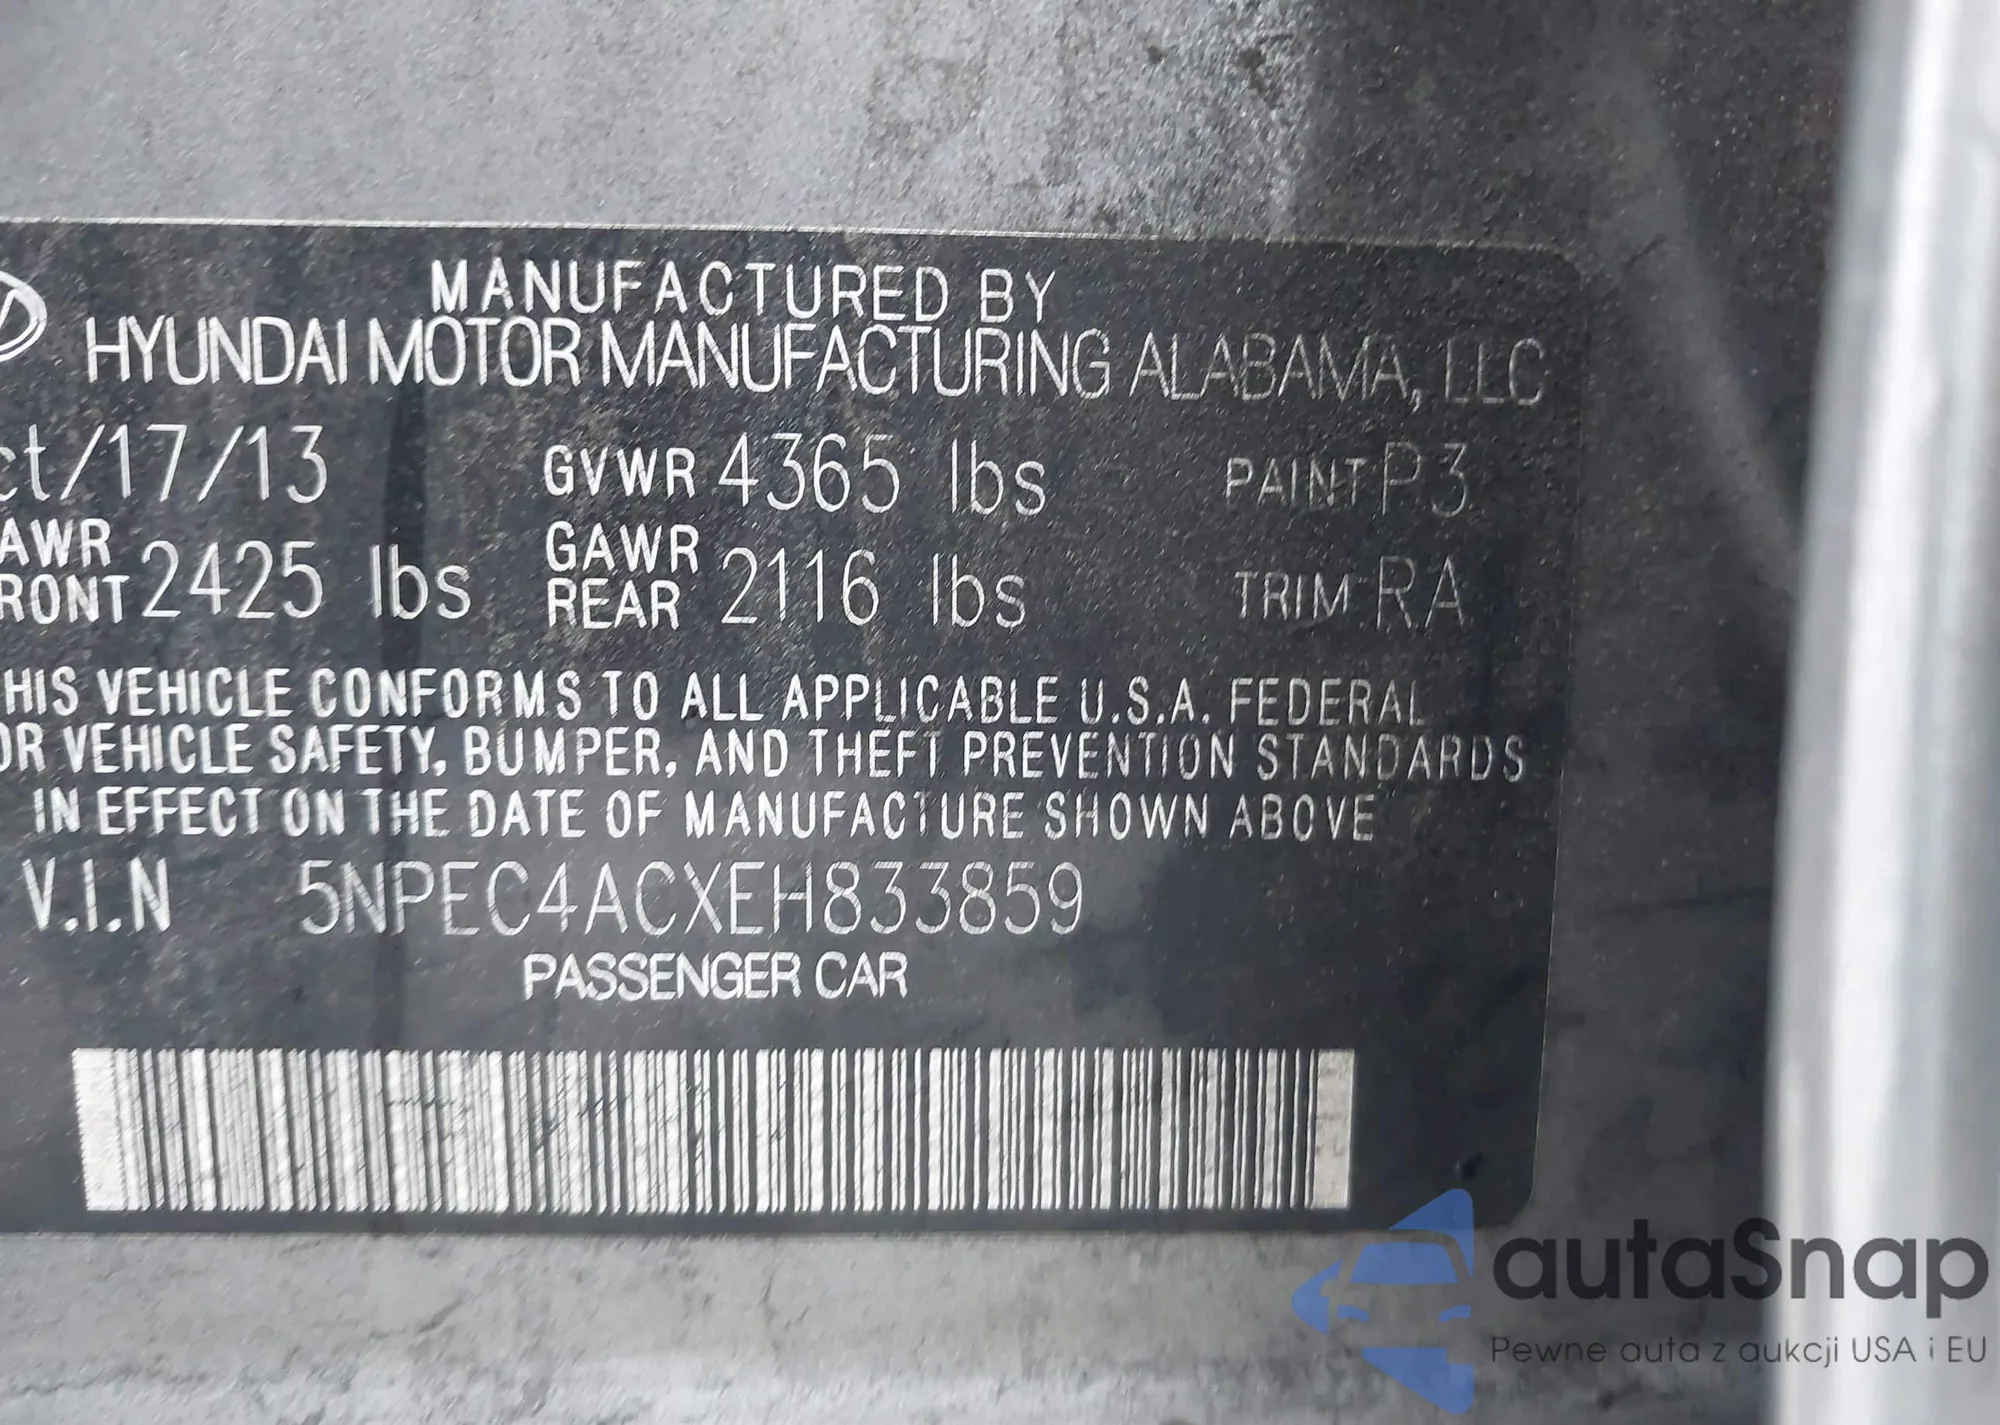 MANUFACTURED BY
HYUNDAI MOTOR MANUFACTURING ALABAMA, LLC
ct/17/13 GVWR 4365 lbs PAINT P3
AWR
RONT 2425 lbs GAWR
REAR 2116 lbs TRIM RA
HIS VEHICLE CONFORMS TO ALL APPLICABLE U.S.A. FEDERAL
OR VEHICLE SAFETY, BUMPER, AND THEFT PREVENTION STANDARDS
IN EFFECT ON THE DATE OF MANUFACTURE SHOWN ABOVE
V.I.N 5NPEC4ACXEH833859
PASSENGER CAR
autaSnap
Pewne auta z aukcji USA i EU